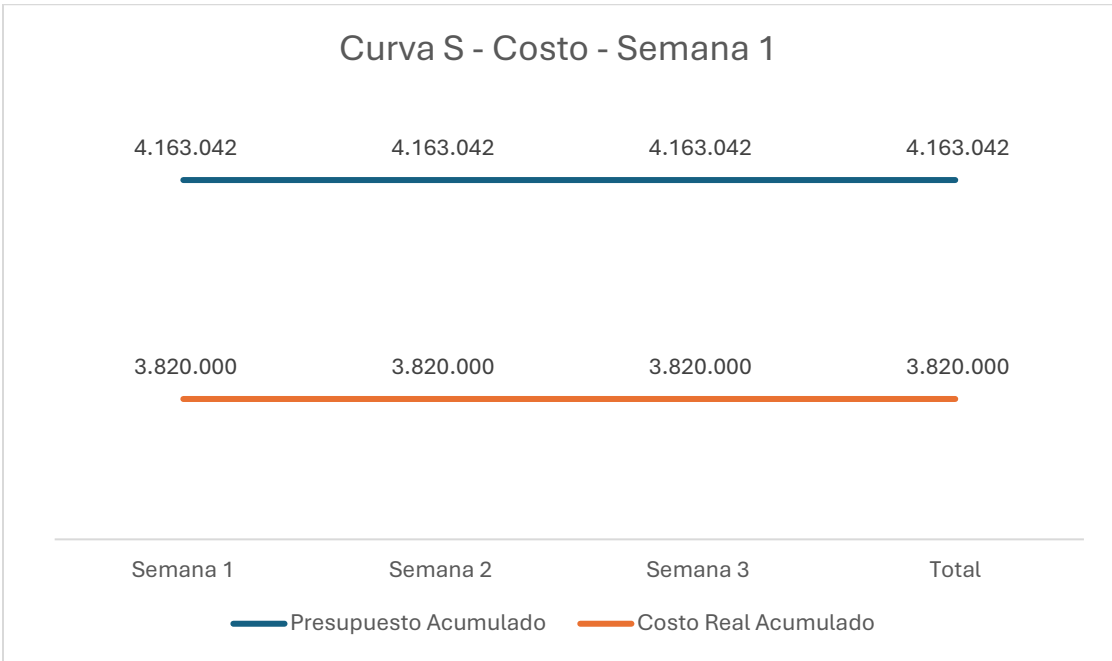 Curva S - Costo - Semana 1
4.163.042 4.163.042 4.163.042 4.163.042
3.820.000 3.820.000 3.820.000 3.820.000
Semana 1 Semana 2 Semana 3 Total
Presupuesto Acumulado Costo Real Acumulado